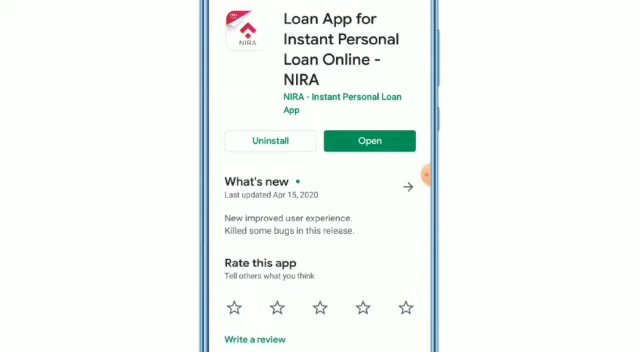 Loan App for
Instant Personal
Loan Online -
NIRA
NIRA
NIRA - Instant Personal Loan
App
Uninstall
Open
What's new
Last updated Apr 15, 2020
New improved user experience.
Killed some bugs in this release.
Rate this app
Tell others what you think
Write a review